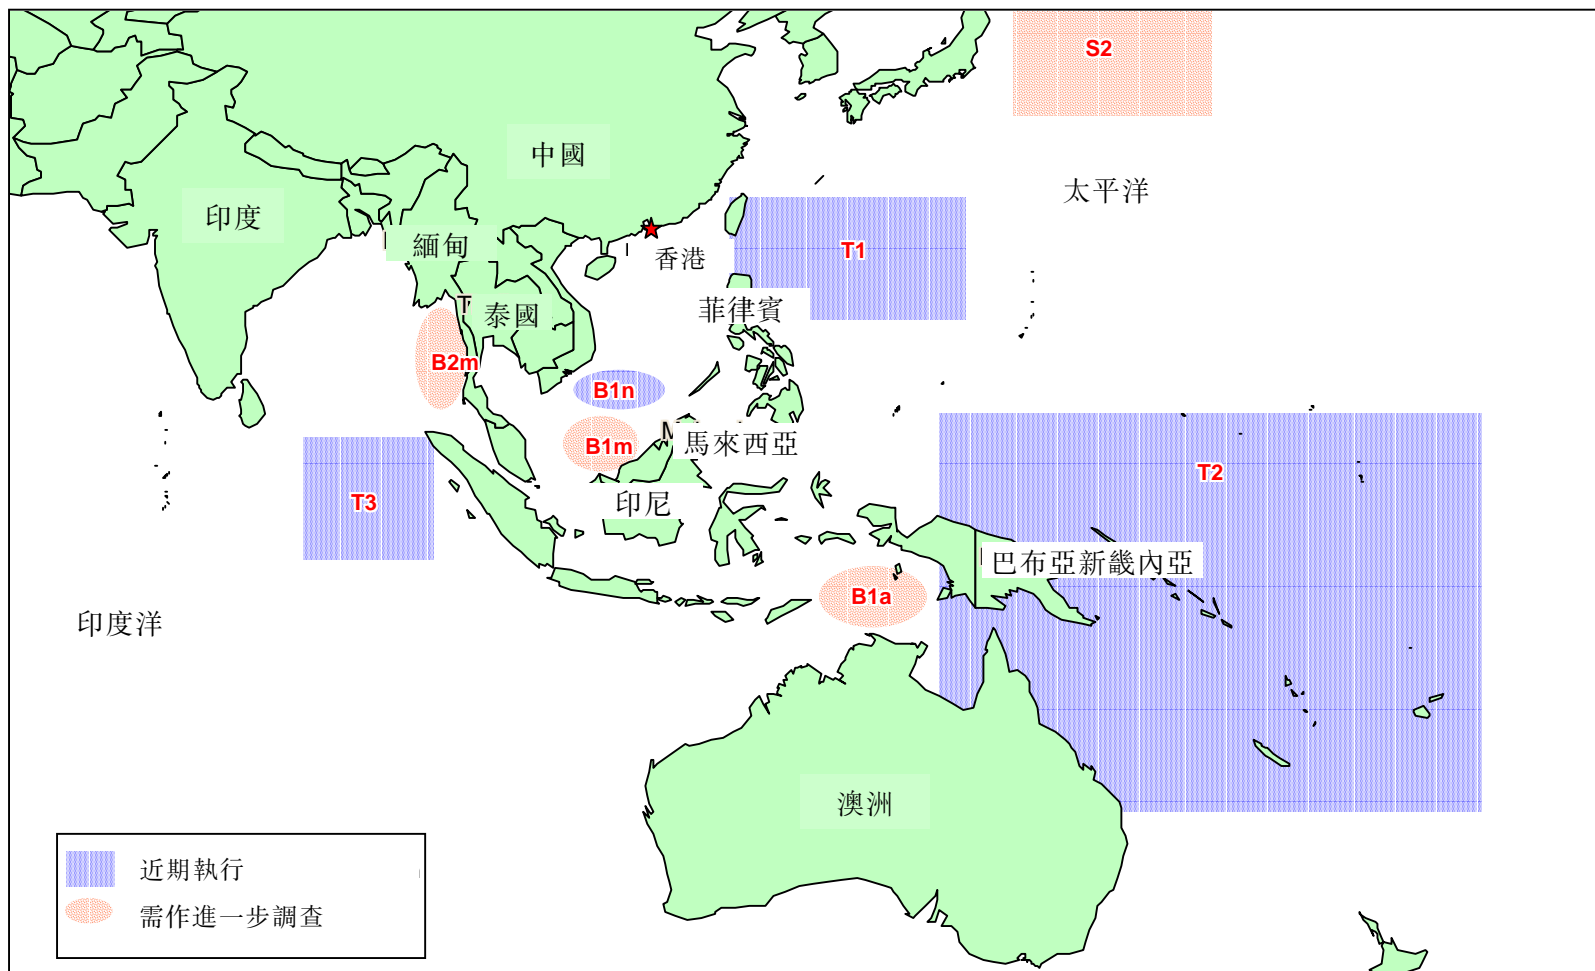 S2
中國
太平洋
印度
緬甸
T1
香港
T
泰國
菲律賓
B2m
B1n
M
馬來西亞
B1m
T2
T3
印尼
巴布亞新畿內亞
B1a
印度洋
澳洲
近期執行
需作進一步調查